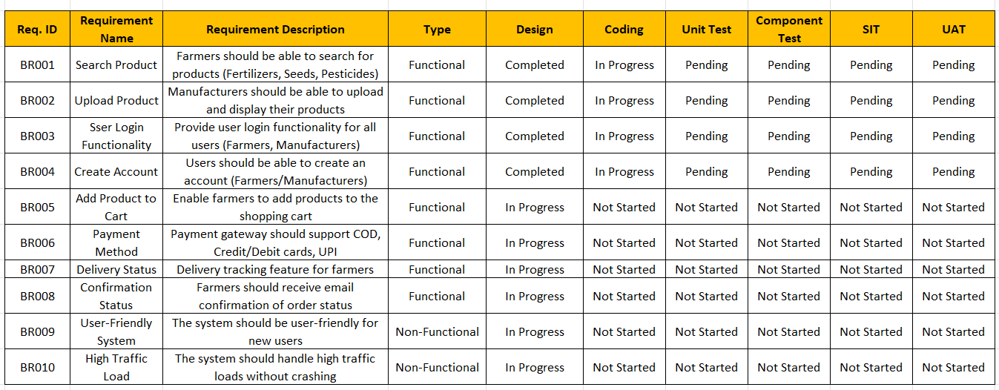 Req. ID Requirement Name Requirement Description Type Design Coding Unit Test Component Test SIT UAT
BR001 Search Product Farmers should be able to search for products (Fertilizers, Seeds, Pesticides) Functional Completed In Progress Pending Pending Pending Pending
BR002 Upload Product Manufacturers should be able to upload and display their products Functional Completed In Progress Pending Pending Pending Pending
BR003 Sser Login Functionality Provide user login functionality for all users (Farmers, Manufacturers) Functional Completed In Progress Pending Pending Pending Pending
BR004 Create Account Users should be able to create an account (Farmers/Manufacturers) Functional Completed In Progress Pending Pending Pending Pending
BR005 Add Product to Cart Enable farmers to add products to the shopping cart Functional In Progress Not Started Not Started Not Started Not Started Not Started
BR006 Payment Method Payment gateway should support COD, Credit/Debit cards, UPI Functional In Progress Not Started Not Started Not Started Not Started Not Started
BR007 Delivery Status Delivery tracking feature for farmers Functional In Progress Not Started Not Started Not Started Not Started Not Started
BR008 Confirmation Status Farmers should receive email confirmation of order status Functional In Progress Not Started Not Started Not Started Not Started Not Started
BR009 User-Friendly System The system should be user-friendly for new users Non-Functional In Progress Not Started Not Started Not Started Not Started Not Started
BR010 High Traffic Load The system should handle high traffic loads without crashing Non-Functional In Progress Not Started Not Started Not Started Not Started Not Started